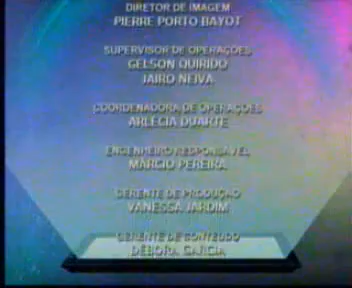 DIRETOR DE IMAGEM
PIERRE PORTO BAYOT
SUPERVISOR DE OPERAÇÕES
GELSON QUIRIDO
JAIRO NEIVA
COORDENADORA DE OPERAÇÕES
ARLECIA DUARTE
ENGENHEIRO RESPONSÁVEL
MARCIO PEREIRA
GERENTE DE PRODUÇÃO
VANESSA JARDIM
GERENTE DE CONTEÚDO
DÉBORA GARCIA